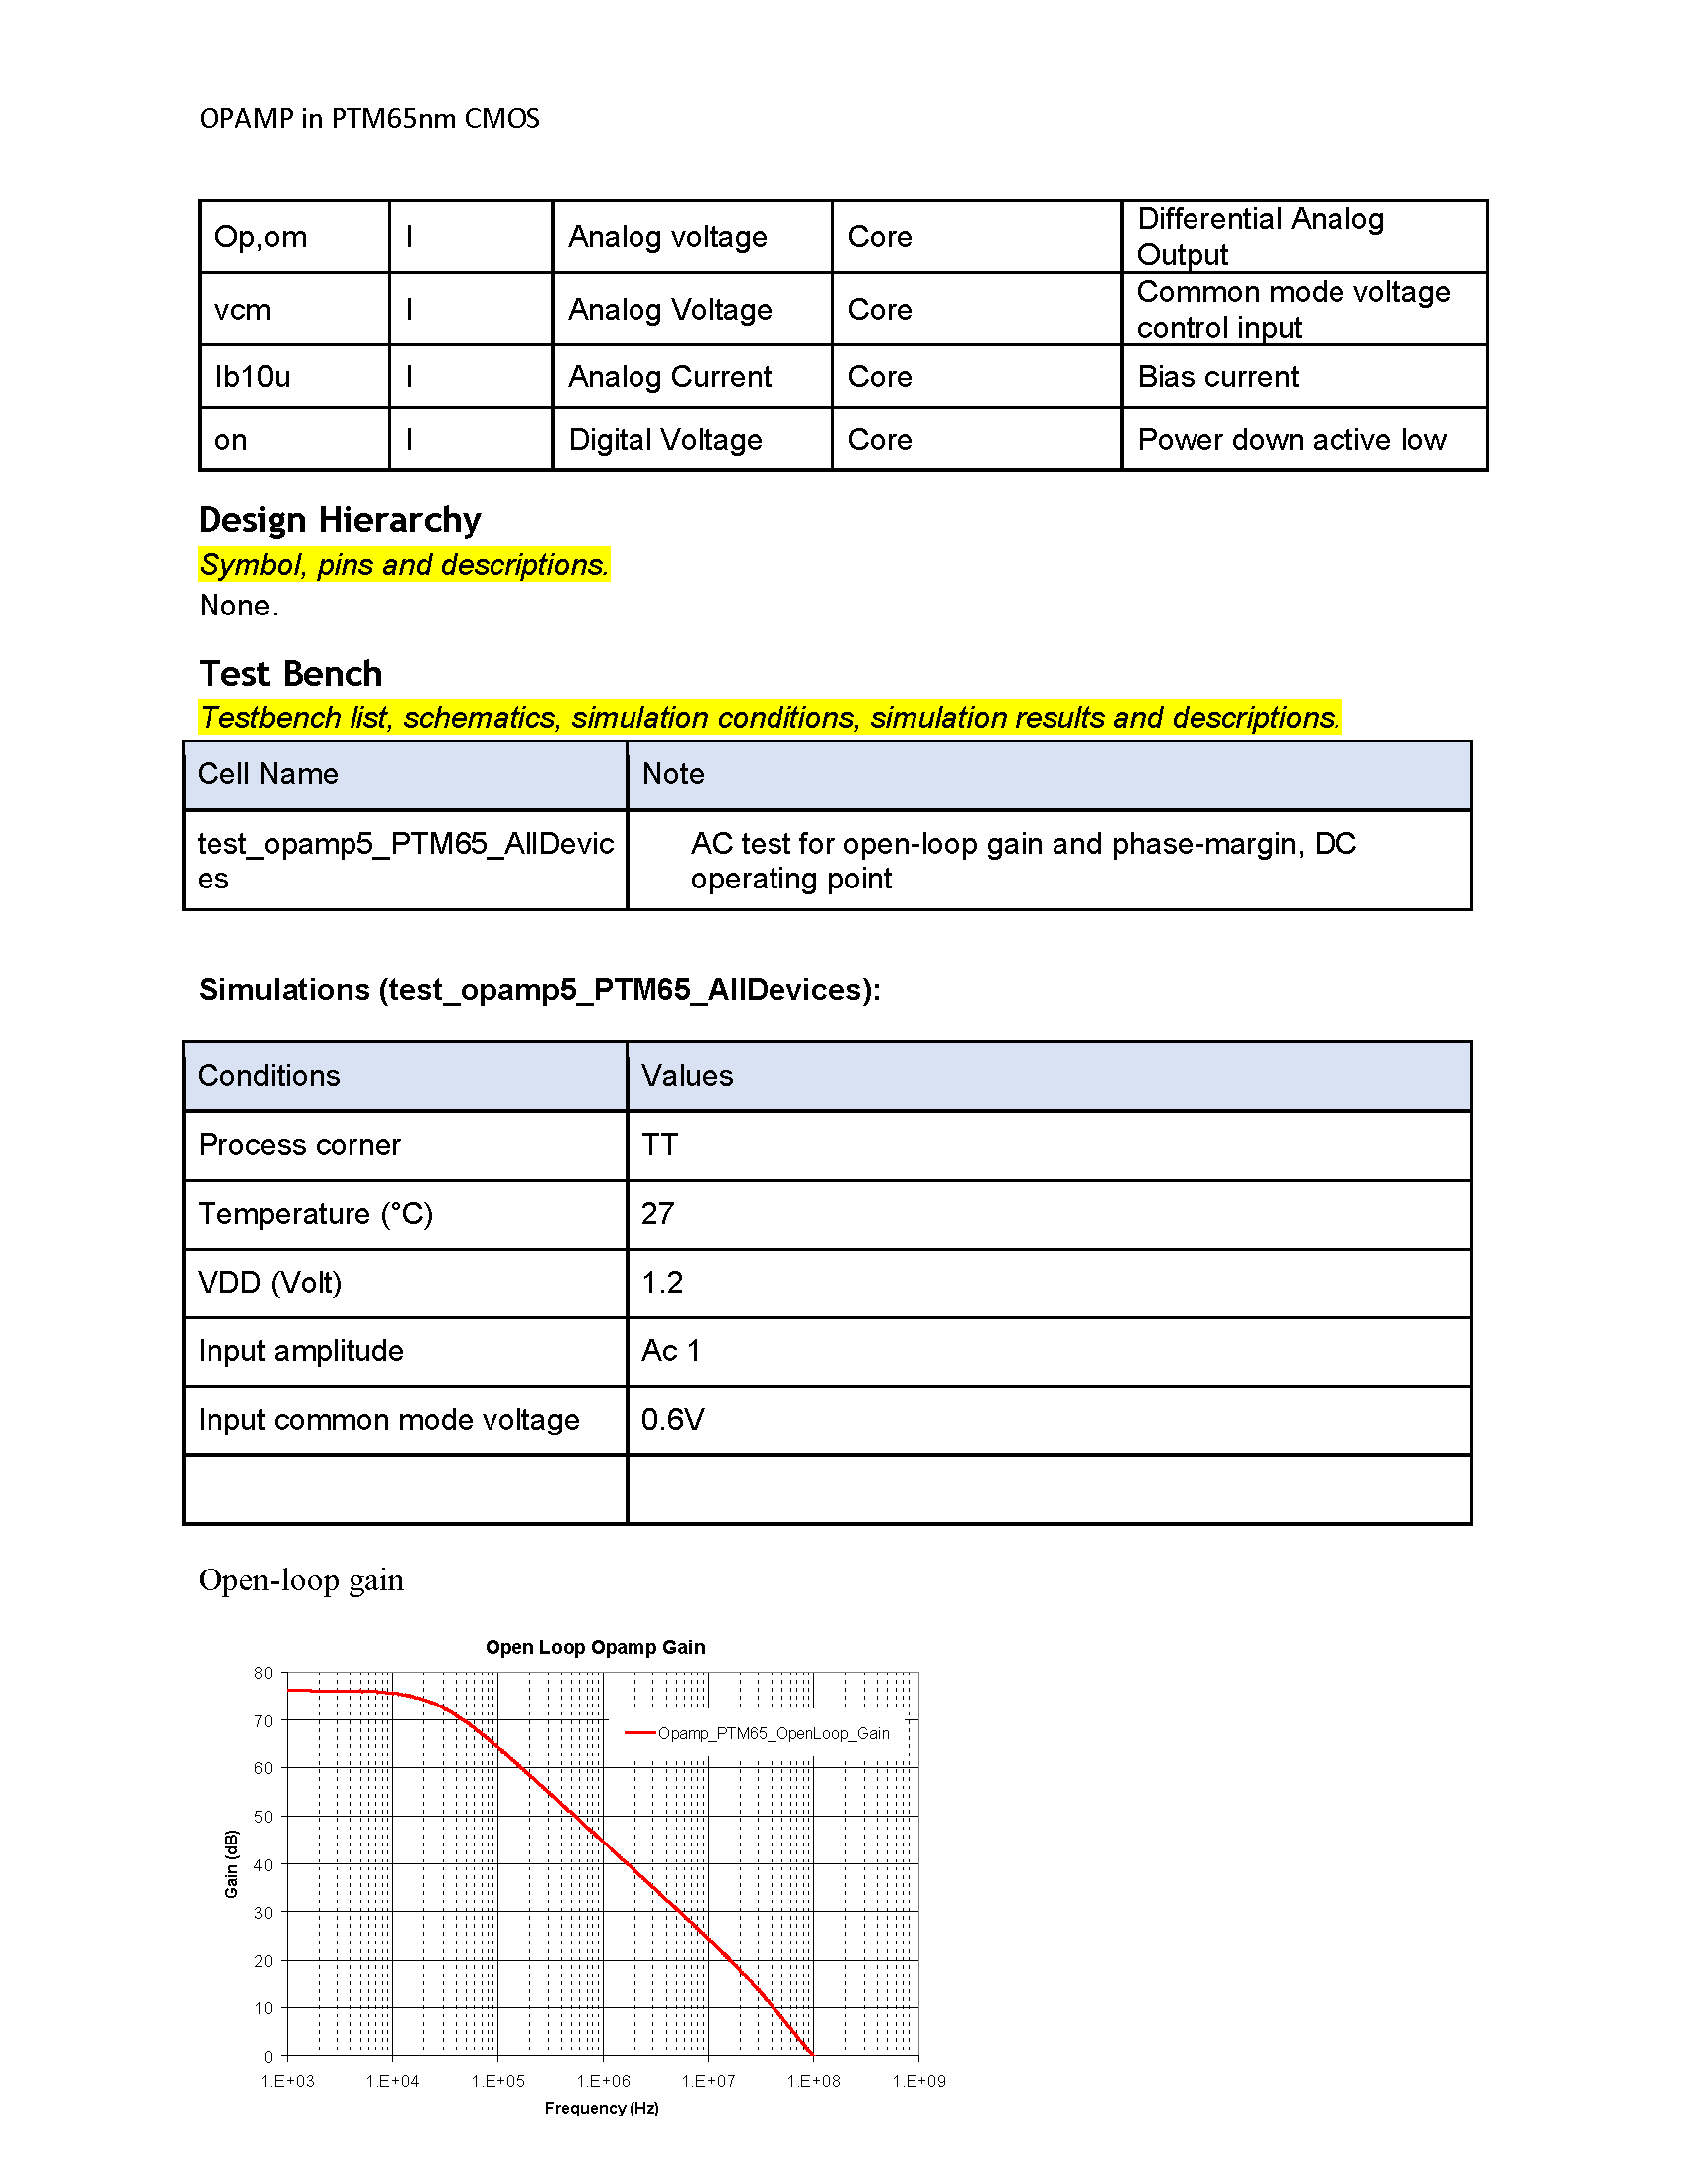 OPAMP in PTM65nm CMOS
Op,om I Analog voltage Core Differential Analog
Output
vcm I Analog Voltage Core Common mode voltage
control input
Ib10u I Analog Current Core Bias current
on I Digital Voltage Core Power down active low
Design Hierarchy
Symbol, pins and descriptions.
None.
Test Bench
Testbench list, schematics, simulation conditions, simulation results and descriptions.
Cell Name Note
test_opamp5_PTM65_AllDevic AC test for open-loop gain and phase-margin, DC
es operating point
Simulations (test_opamp5_PTM65_AllDevices):
Conditions Values
Process corner TT
Temperature (°C) 27
VDD (Volt) 1.2
Input amplitude Ac 1
Input common mode voltage 0.6V
Open-loop gain
Open Loop Opamp Gain
80
70
Opamp_PTM65_OpenLoop_Gain
60
50
40
Gain (dB)
30
20
10
0
1.E+03 1.E+04 1.E+05 1.E+06 1.E+07 1.E+08 1.E+09
Frequency (Hz)